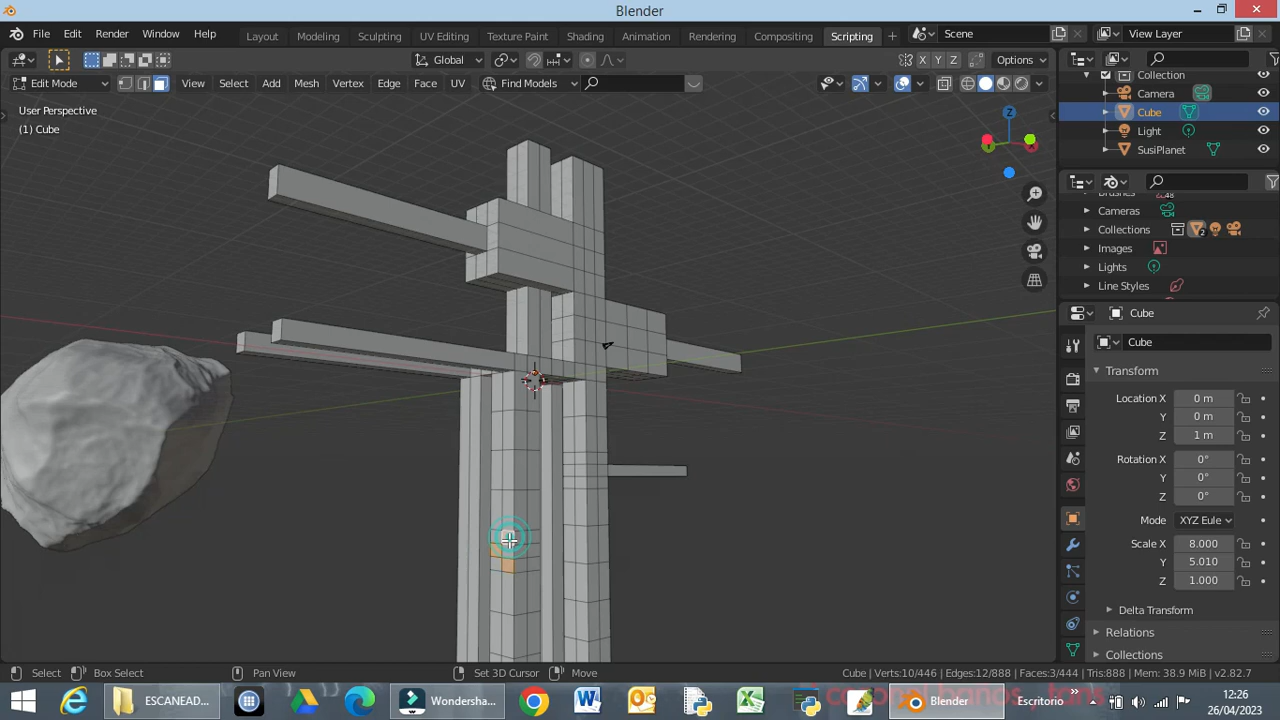 Blender
File Edit Render Window Help Layout Modeling Sculpting UV Editing Texture Paint Shading Animation Rendering Compositing Scripting + Scene View Layer
Global X Y Z Options
Edit Mode View Select Add Mesh Vertex Edge Face UV Find Models
User Perspective
(1) Cube
Z
Collection
Camera
Cube
Light
SusiPlanet
Brushes 48
Cameras
Collections 2
Images
Lights
Line Styles
Cube
Cube
Transform
Location X 0 m
Y 0 m
Z 1 m
Rotation X 0°
Y 0°
Z 0°
Mode XYZ Eule
Scale X 8.000
Y 5.010
Z 1.000
Delta Transform
Relations
Collections
Select Box Select Pan View Set 3D Cursor Move Cube | Verts:10/446 | Edges:12/888 | Faces:3/444 | Tris:888 | Mem: 38.9 MiB | v2.82.7
ESCANEAD... Wondersha... Blender Escritorio
12:26
26/04/2023